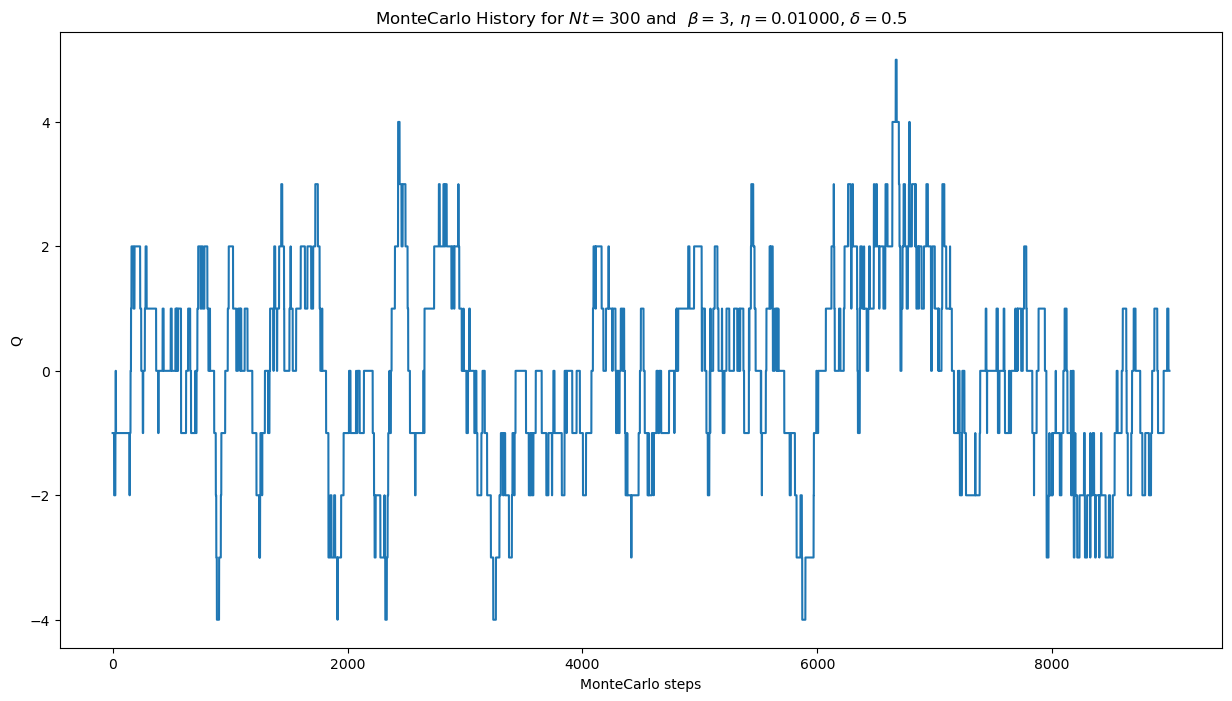 MonteCarlo History for Nt = 300 and β = 3, η = 0.01000, δ = 0.5
4
2
0
−2
−4
Q
0 2000 4000 6000 8000
MonteCarlo steps